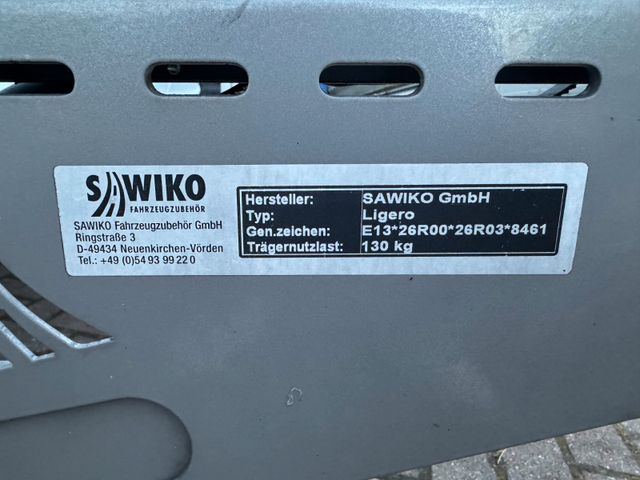 SAWIKO
FAHRZEUGZUBEHÖR
SAWIKO Fahrzeugzubehör GmbH
Ringstraße 3
D-49434 Neuenkirchen-Vörden
Tel.: +49 (0)54 93 99 22 0
Hersteller: SAWIKO GmbH
Typ: Ligero
Gen.zeichen: E13*26R00*26R03*8461
Trägernutzlast: 130 kg